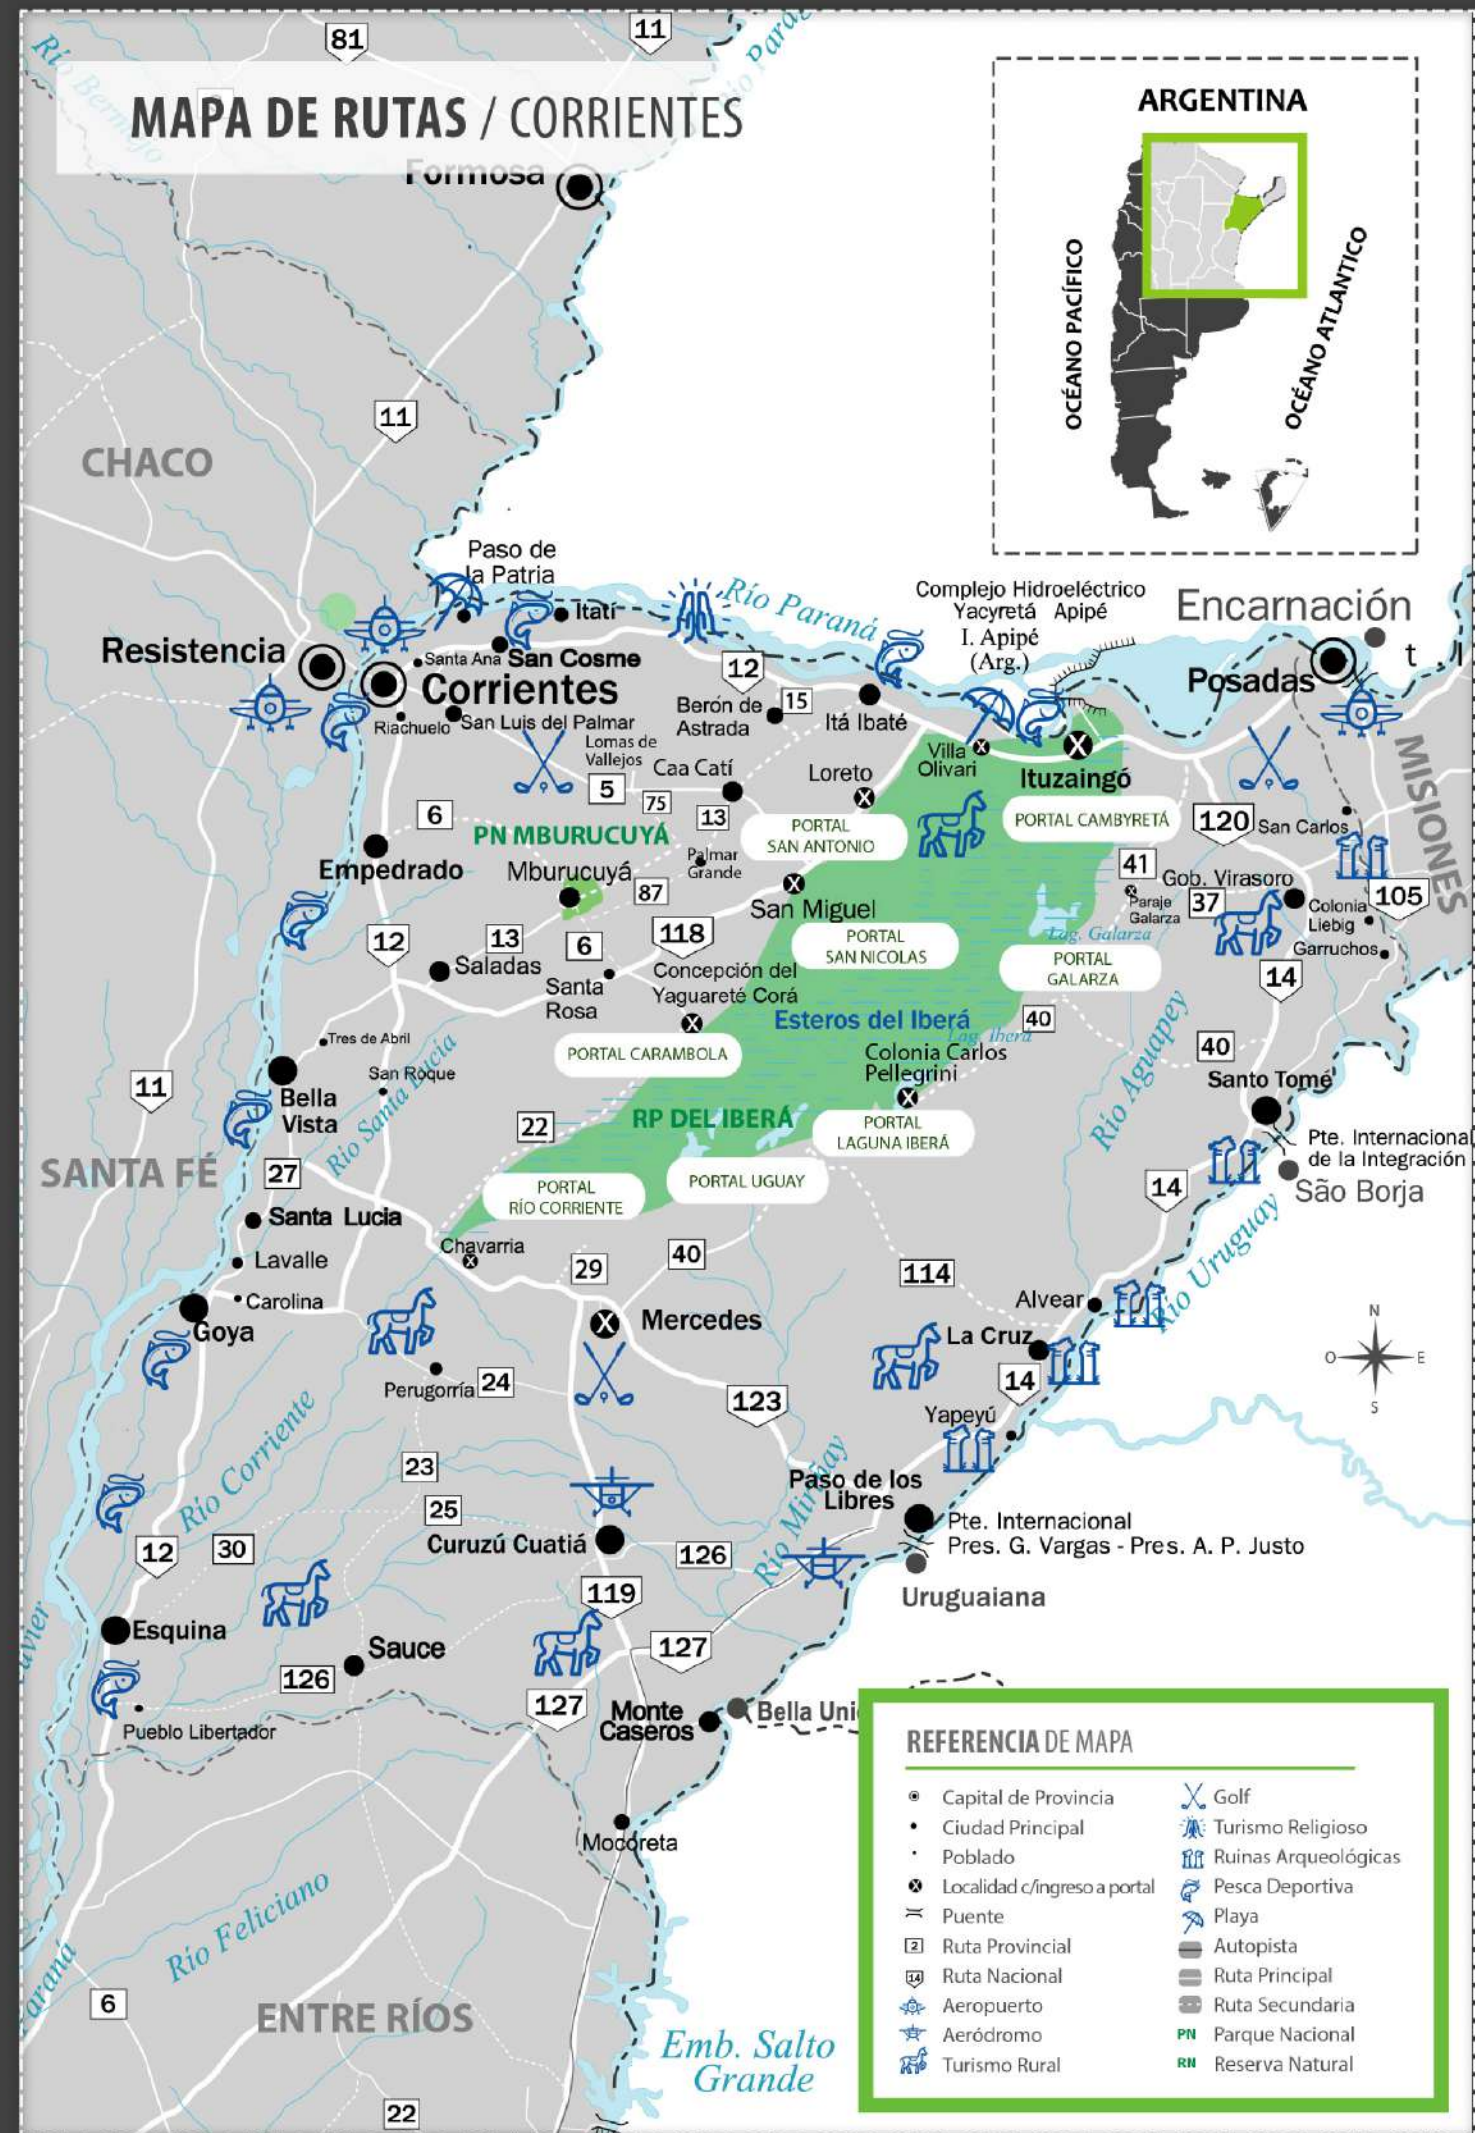 81
11
Río Bermejo
MAPA DE RUTAS / CORRIENTES
Formosa
ARGENTINA
OCÉANO PACÍFICO
OCÉANO ATLANTICO
11
CHACO
Paso de
la Patria
Itatí
Río Paraná
Complejo Hidroeléctrico
Yacyretá Apipé
I. Apipé
(Arg.)
Encarnación
Resistencia
Santa Ana
San Cosme
Corrientes
12
Posadas
Riachuelo
San Luis del Palmar
Berón de
Astrada
15
Itá Ibaté
Lomas de
Vallejos
Villa
Olivari
Ituzaingó
MISIONES
Caa Catí
Loreto
5
75
13
6
PN MBURUCUYÁ
PORTAL
SAN ANTONIO
PORTAL CAMBYRETÁ
120
San Carlos
Empedrado
Mburucuyá
Palmar
Grande
87
San Miguel
41
Gob. Virasoro
Paraje
Galarza
37
Colonia
Liebig
105
Garruchos
12
13
6
118
PORTAL
SAN NICOLAS
Lag. Galarza
PORTAL
GALARZA
14
Saladas
Santa
Rosa
Concepción del
Yaguareté Corá
Esteros del Iberá
40
Lag. Iberá
Tres de Abril
PORTAL CARAMBOLA
Colonia Carlos
Pellegrini
Río Aguapey
40
San Roque
Río Santa Lucía
11
Bella
Vista
Santo Tomé
22
RP DEL IBERÁ
PORTAL
LAGUNA IBERÁ
Pte. Internacional
de la Integración
SANTA FÉ
27
PORTAL
RÍO CORRIENTE
PORTAL UGUAY
14
São Borja
Santa Lucia
Lavalle
Chavarria
29
40
114
Río Uruguay
Carolina
Goya
Mercedes
Alvear
La Cruz
N
O
E
S
Perugorría
24
123
14
Yapeyú
Río Corriente
23
25
Río Miriñay
Paso de los
Libres
Pte. Internacional
Pres. G. Vargas - Pres. A. P. Justo
12
30
Curuzú Cuatiá
126
Uruguaiana
119
Esquina
Sauce
127
126
127
Monte
Caseros
Pueblo Libertador
Mocoreta
Río Feliciano
6
ENTRE RÍOS
Emb. Salto
Grande
22
REFERENCIA DE MAPA
Capital de Provincia
Ciudad Principal
Poblado
Localidad c/ingreso a portal
Puente
2 Ruta Provincial
14 Ruta Nacional
Aeropuerto
Aeródromo
Turismo Rural
Golf
Turismo Religioso
Ruinas Arqueológicas
Pesca Deportiva
Playa
Autopista
Ruta Principal
Ruta Secundaria
PN Parque Nacional
RN Reserva Natural